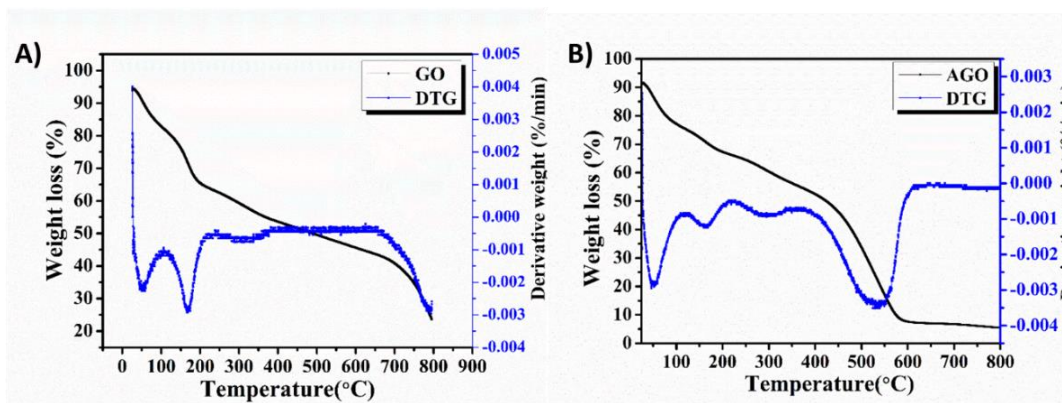 A)
GO
DTG
Weight loss (%)
100
90
80
70
60
50
40
30
20
0.005
0.004
0.003
0.002
0.001
0.000
-0.001
-0.002
-0.003
-0.004
Derivative weight (%/min)
0 100 200 300 400 500 600 700 800 900
Temperature(°C)
B)
AGO
DTG
Weight loss (%)
100
90
80
70
60
50
40
30
20
10
0
0.003
0.002
0.001
0.000
-0.001
-0.002
-0.003
-0.004
100 200 300 400 500 600 700 800
Temperature(°C)